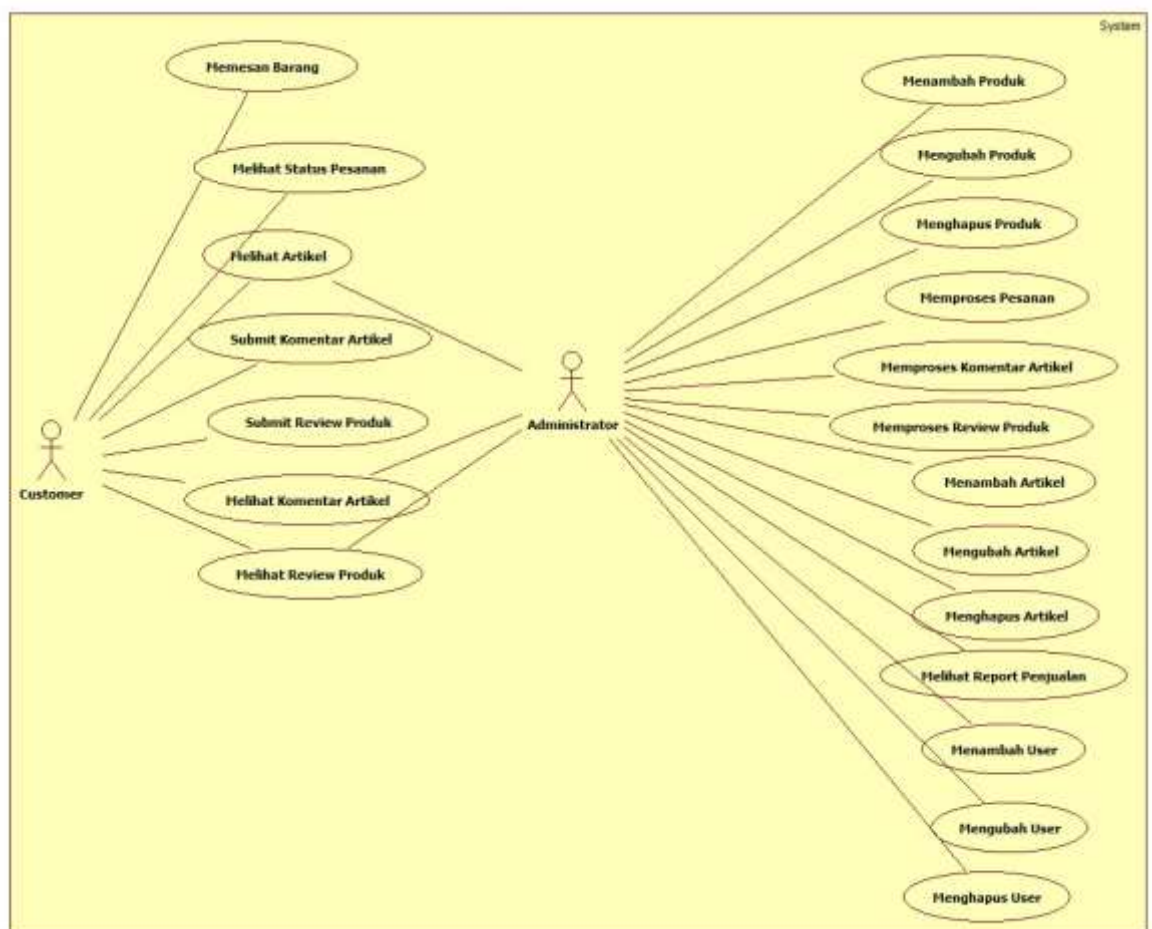 System
Memesan Barang
Melihat Status Pesanan
Melihat Artikel
Submit Komentar Artikel
Submit Review Produk
Melihat Komentar Artikel
Melihat Review Produk
Customer
Administrator
Menambah Produk
Mengubah Produk
Menghapus Produk
Memproses Pesanan
Memproses Komentar Artikel
Memproses Review Produk
Menambah Artikel
Mengubah Artikel
Menghapus Artikel
Melihat Report Penjualan
Menambah User
Mengubah User
Menghapus User